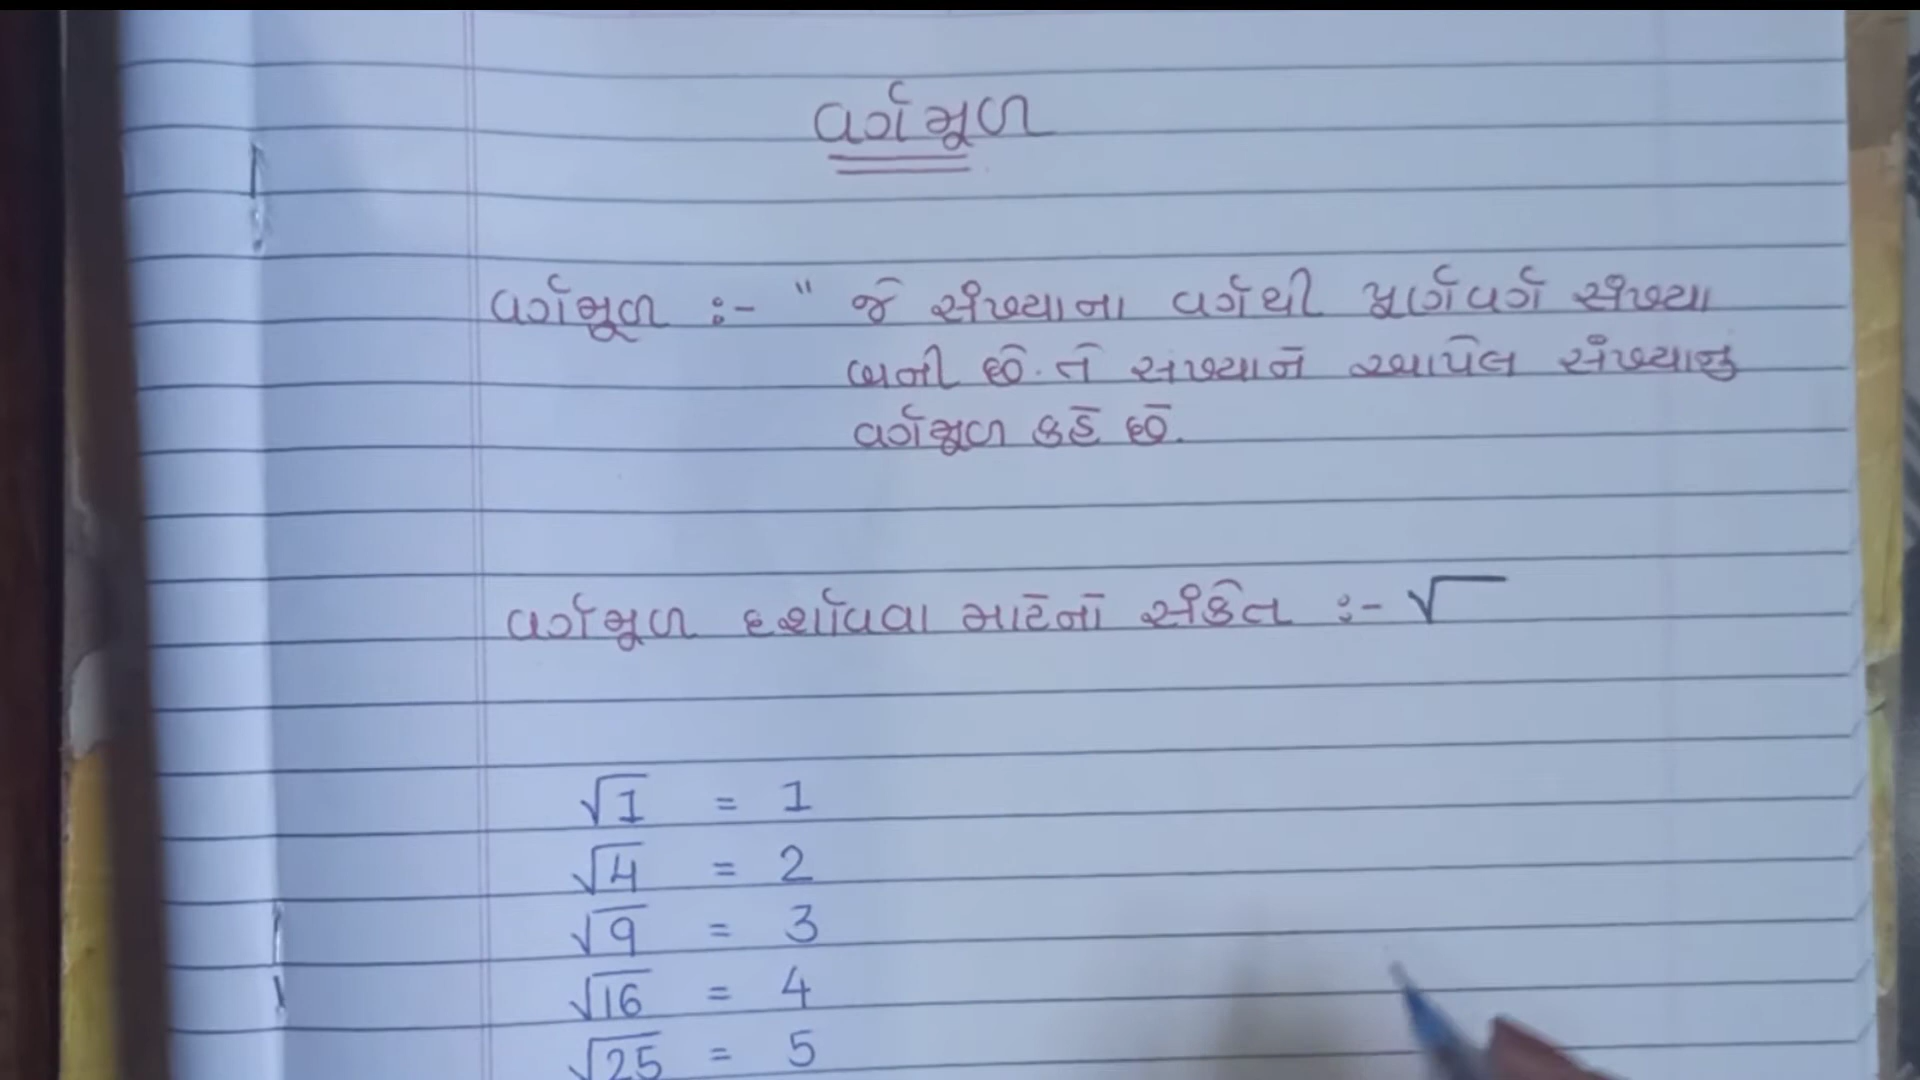 વર્ગમૂળ
વર્ગમૂળ :- " જે સંખ્યાના વર્ગથી પૂર્ણવર્ગ સંખ્યા
બની છે. તે સંખ્યાને આપેલ સંખ્યાનુ
વર્ગમૂળ કહે છે.
વર્ગમૂળ દર્શાવવા માટેનો સંકેત :- √
√1 = 1
√4 = 2
√9 = 3
√16 = 4
√25 = 5